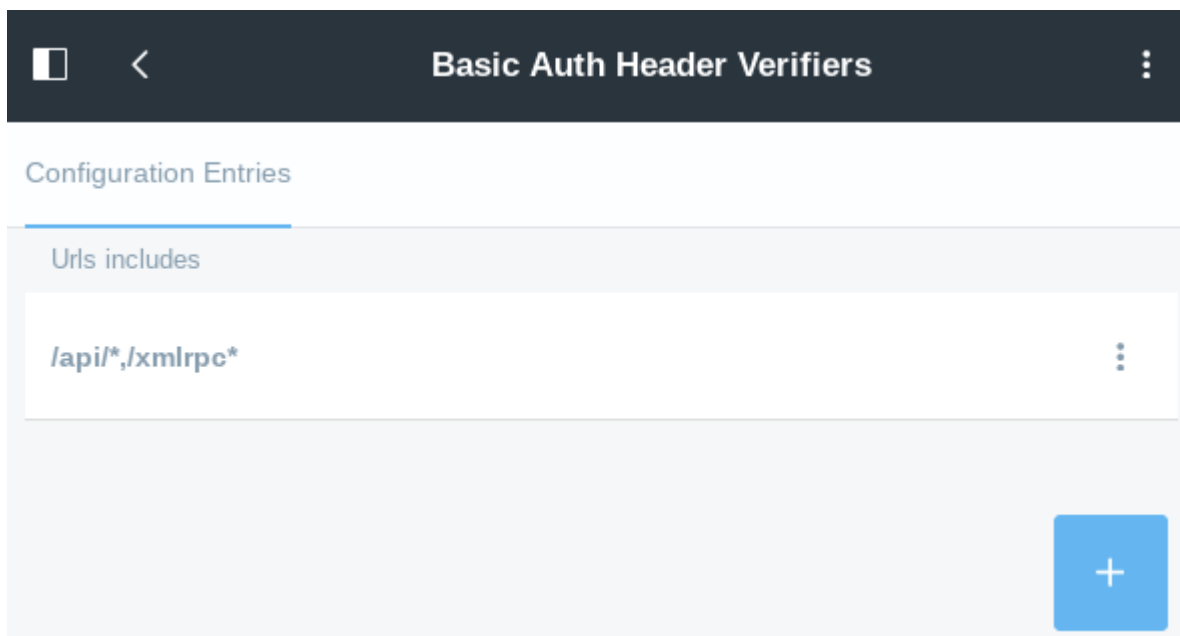 Basic Auth Header Verifiers
Configuration Entries
Urls includes
/api/*,/xmlrpc*